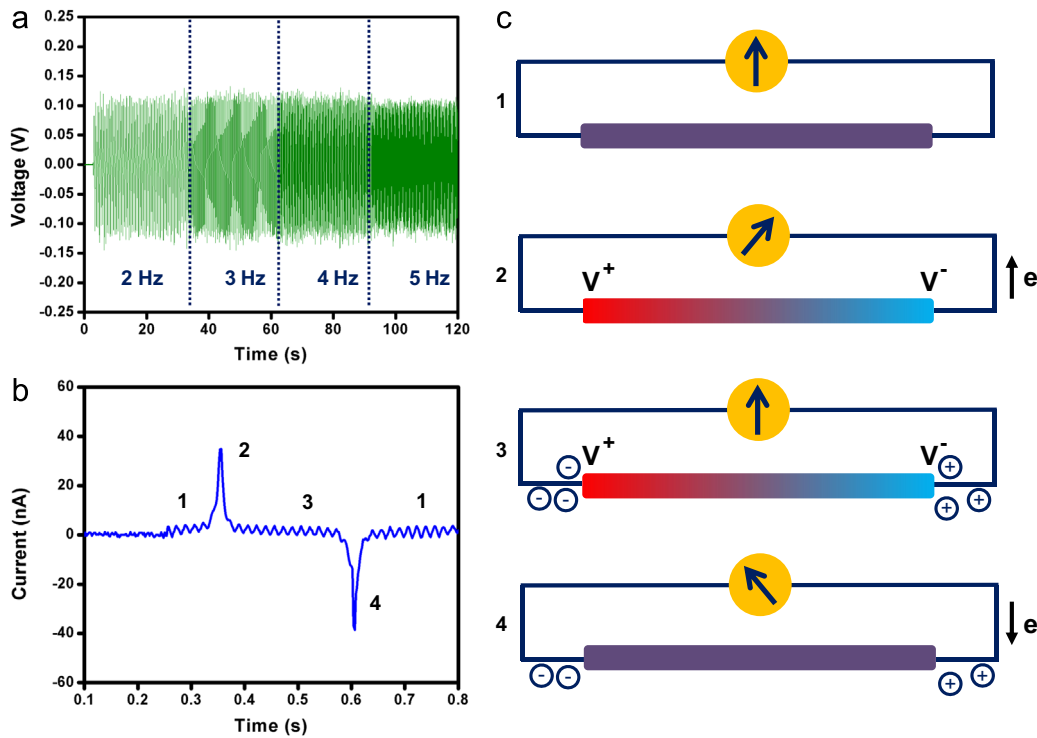 a
0.25
0.20
0.15
0.10
0.05
0.00
-0.05
-0.10
-0.15
-0.20
-0.25
Voltage (V)
2 Hz 3 Hz 4 Hz 5 Hz
0 20 40 60 80 100 120
Time (s)
b
60
40
20
0
-20
-40
-60
Current (nA)
1 2 3 4 1
0.1 0.2 0.3 0.4 0.5 0.6 0.7 0.8
Time (s)
c
1
2
V+ V-
e
3
V+ V-
- - - + + +
4
e
- - + +